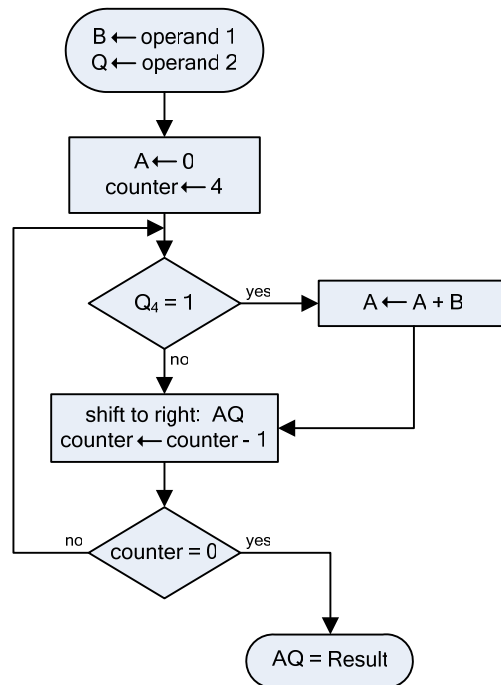 B ← operand 1
Q ← operand 2
A ← 0
counter ← 4
Q₄ = 1
yes
A ← A + B
no
shift to right: AQ
counter ← counter - 1
no
counter = 0
yes
AQ = Result